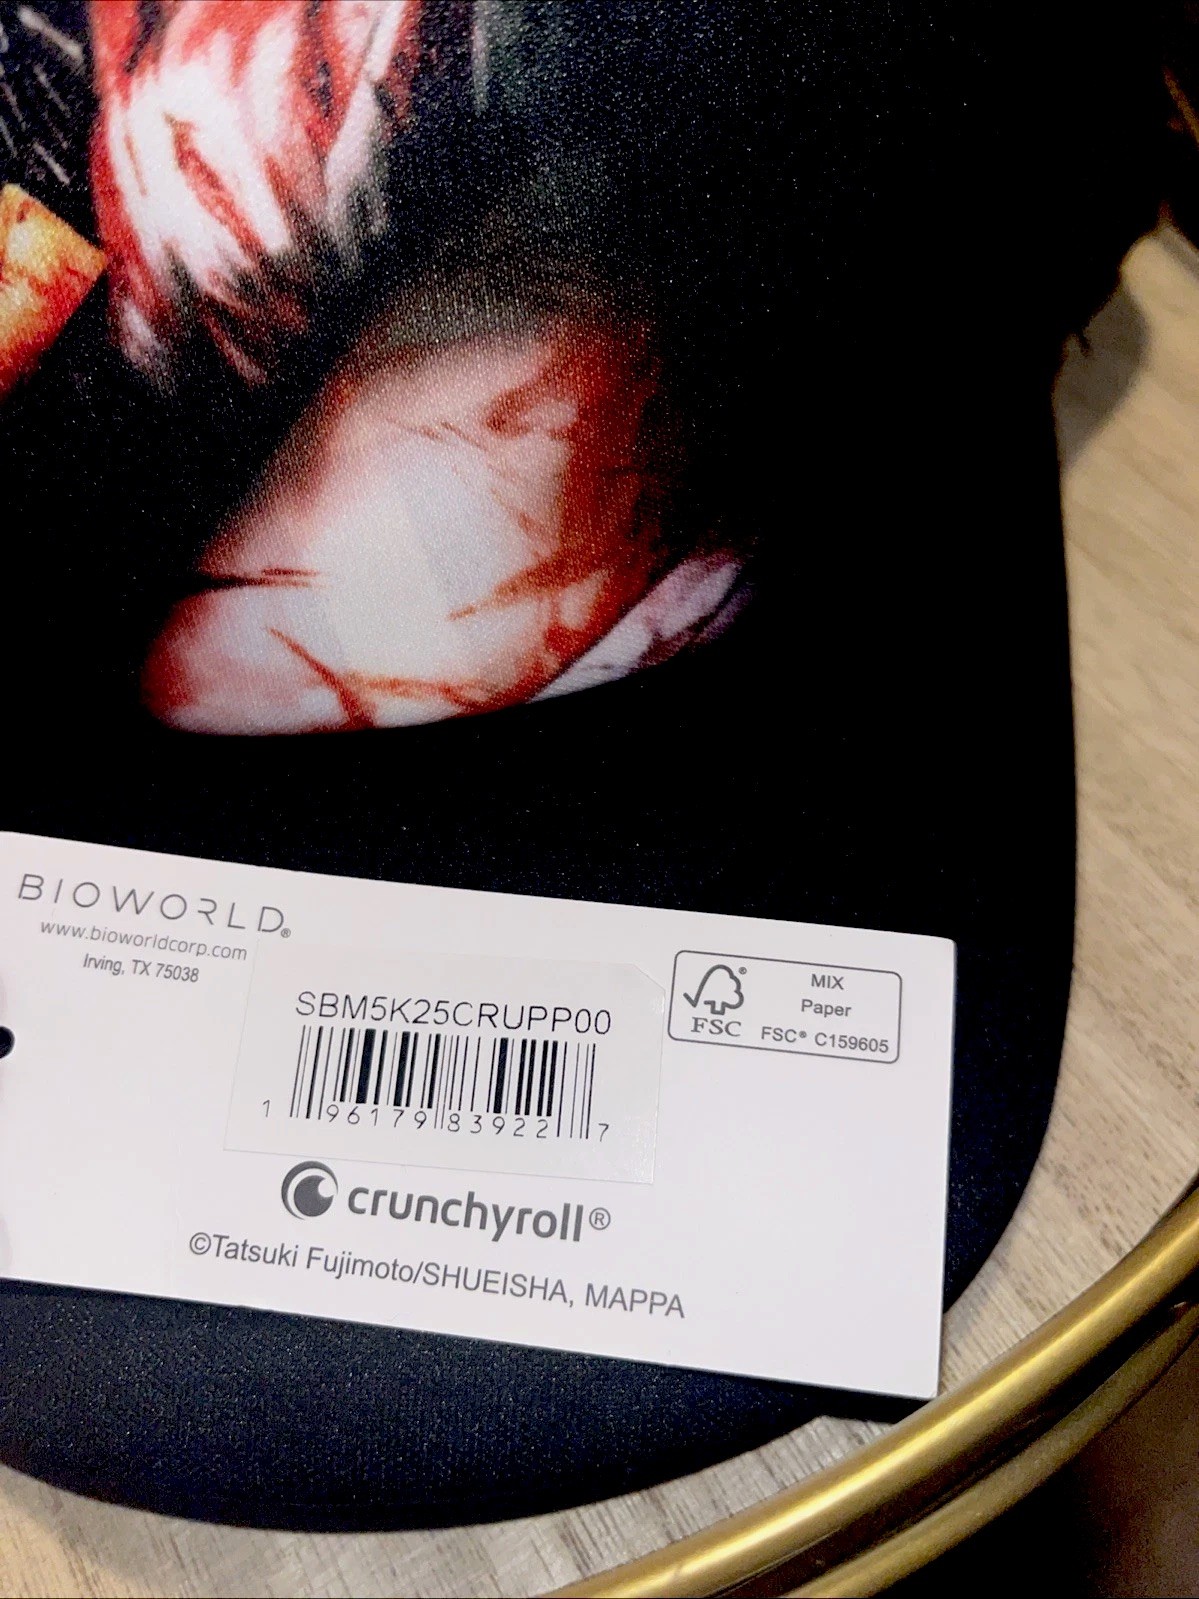 BIOWORLD®
www.bioworldcorp.com
Irving, TX 75038
SBM5K25CRUPP00
1 96179 83922 7
FSC®
MIX
Paper
FSC® C159605
crunchyroll®
©Tatsuki Fujimoto/SHUEISHA, MAPPA